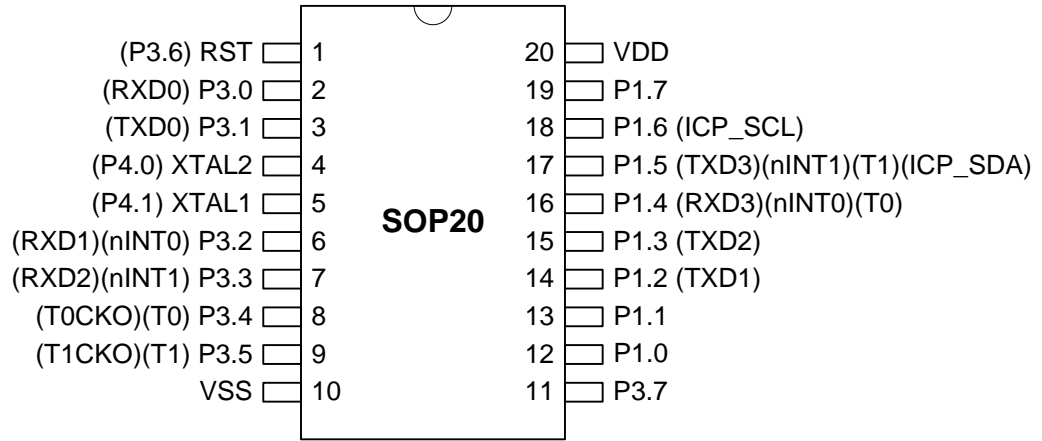 (P3.6) RST 1 20 VDD
(RXD0) P3.0 2 19 P1.7
(TXD0) P3.1 3 18 P1.6 (ICP_SCL)
(P4.0) XTAL2 4 17 P1.5 (TXD3)(nINT1)(T1)(ICP_SDA)
(P4.1) XTAL1 5 16 P1.4 (RXD3)(nINT0)(T0)
SOP20
(RXD1)(nINT0) P3.2 6 15 P1.3 (TXD2)
(RXD2)(nINT1) P3.3 7 14 P1.2 (TXD1)
(T0CKO)(T0) P3.4 8 13 P1.1
(T1CKO)(T1) P3.5 9 12 P1.0
VSS 10 11 P3.7